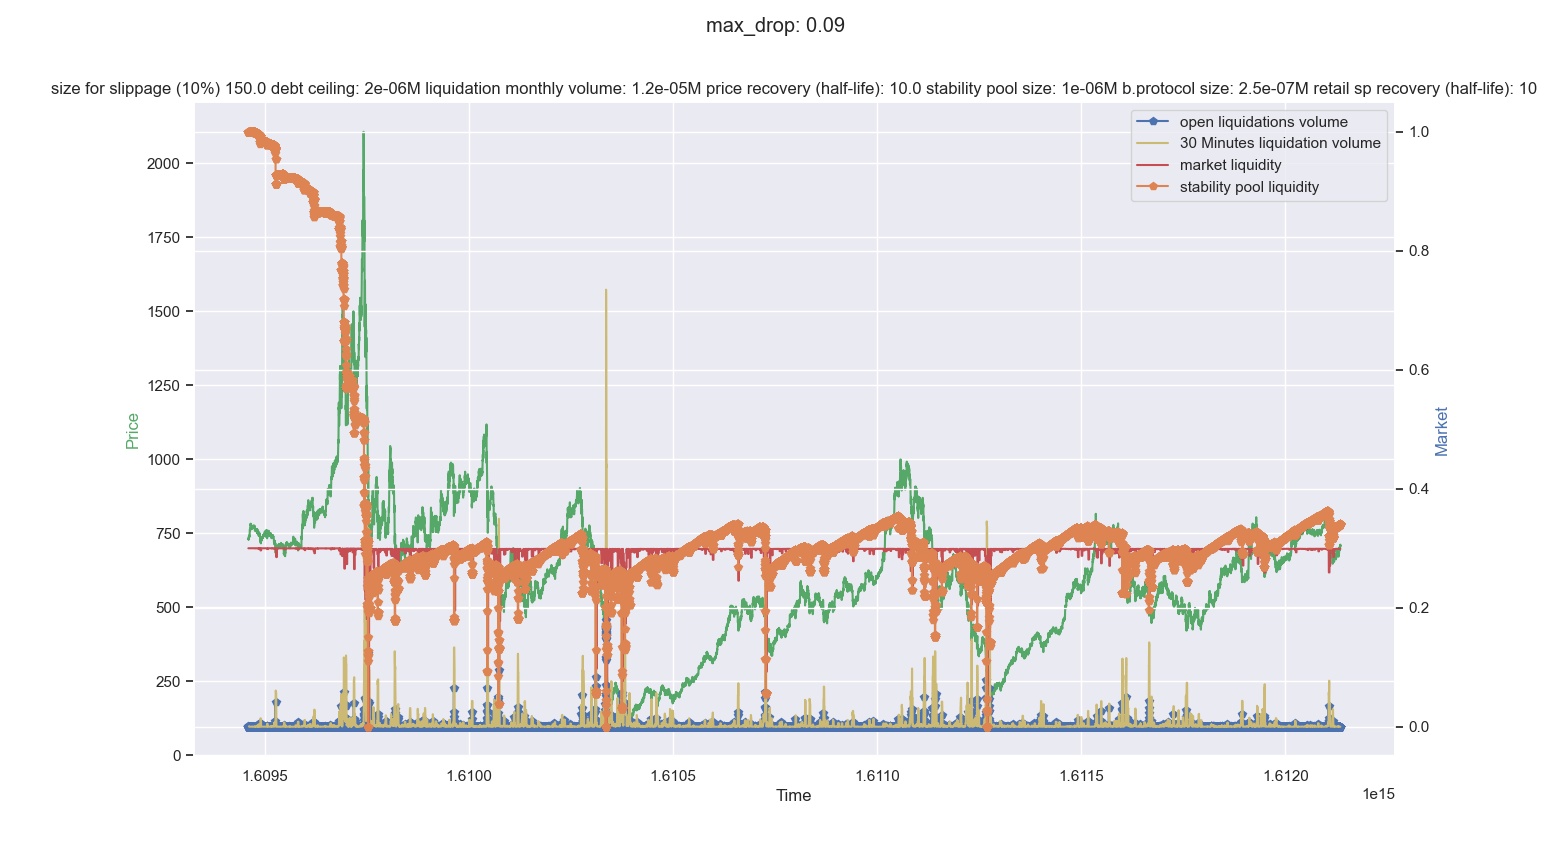 max_drop: 0.09
size for slippage (10%) 150.0 debt ceiling: 2e-06M liquidation monthly volume: 1.2e-05M price recovery (half-life): 10.0 stability pool size: 1e-06M b.protocol size: 2.5e-07M retail sp recovery (half-life): 10
open liquidations volume
30 Minutes liquidation volume
market liquidity
stability pool liquidity
2000
1750
1500
1250
1000
750
500
250
0
Price
1.0
0.8
0.6
0.4
0.2
0.0
Market
1.6095
1.6100
1.6105
1.6110
1.6115
1.6120
1e15
Time